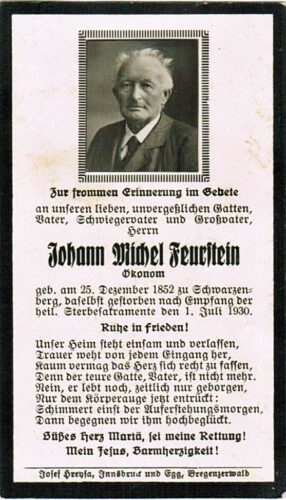 Zur frommen Erinnerung im Gebete
an unseren lieben, unvergeßlichen Gatten,
Vater, Schwiegervater und Großvater,
Herrn
Johann Michel Feurstein
Ökonom
geb. am 25. Dezember 1852 zu Schwarzen-
berg, daselbst gestorben nach Empfang der
heil. Sterbesakramente den 1. Juli 1930.
Ruhe in Frieden!
Unser Heim steht einsam und verlassen,
Trauer weht von jedem Eingang her,
Kaum vermag das Herz sich recht zu fassen,
Denn der teure Gatte, Vater, ist nicht mehr.
Nein, er lebt noch, zeitlich nur geborgen,
Nur dem Körperauge jetzt entrückt:
Schimmert einst der Auferstehungsmorgen,
Dann begegnen wir ihm hochbeglückt.
Süßes Herz Mariä, sei meine Rettung!
Mein Jesus, Barmherzigkeit!
Josef Hreysa, Innsbruck und Egg, Bregenzerwald